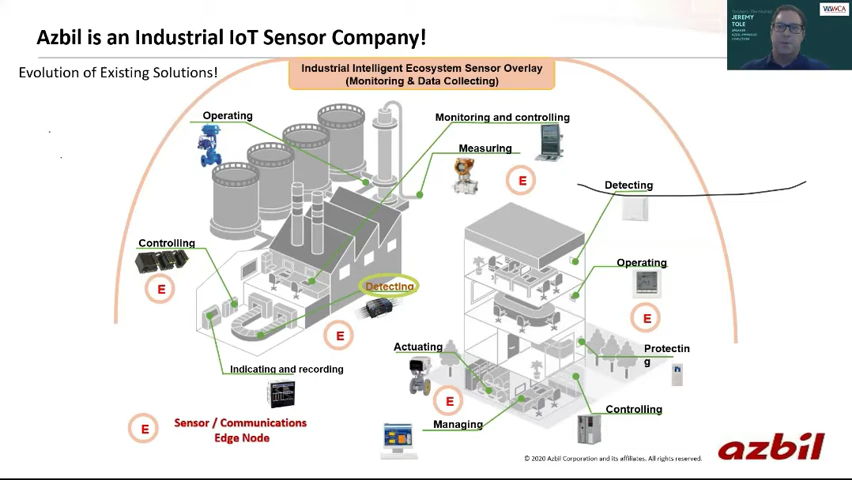 Azbil is an Industrial IoT Sensor Company!
Evolution of Existing Solutions!
Industrial Intelligent Ecosystem Sensor Overlay
(Monitoring & Data Collecting)
JEREMY
TOLE
Operating
Monitoring and controlling
Measuring
E
Detecting
Controlling
E
Operating
Detecting
E
E
Protectin
g
Actuating
Indicating and recording
E
Controlling
Managing
E
Sensor / Communications
Edge Node
azbil
© 2020 Azbil Corporation and its affiliates. All rights reserved.